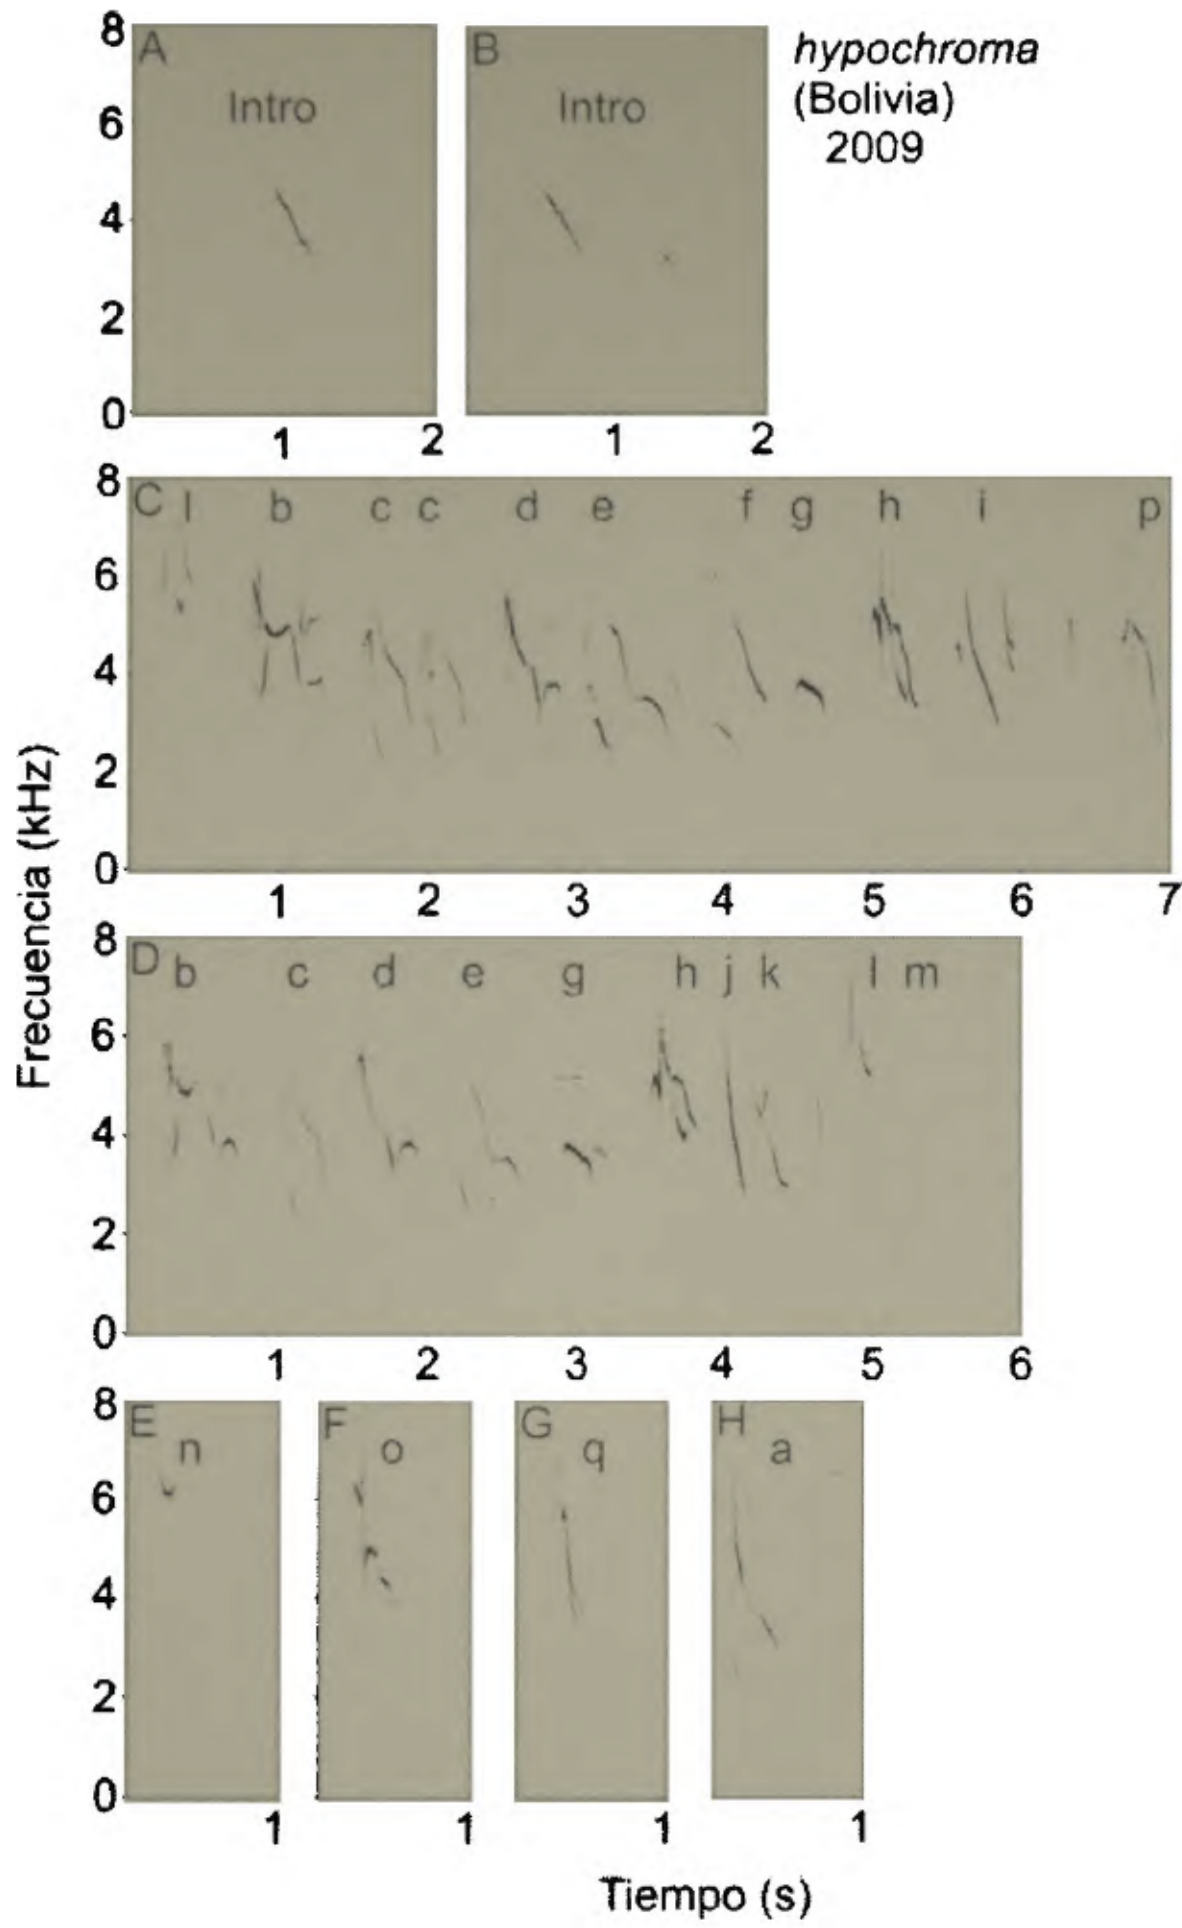 hypochroma
(Bolivia)
2009
Frecuencia (kHz)
8
6
4
2
0
A
Intro
1
2
B
Intro
1
2
8
6
4
2
0
C l b c c d e f g h i p
1 2 3 4 5 6 7
8
6
4
2
0
D b c d e g h j k l m
1 2 3 4 5 6
8
6
4
2
0
E
n
1
F
o
1
G
q
1
H
a
1
Tiempo (s)